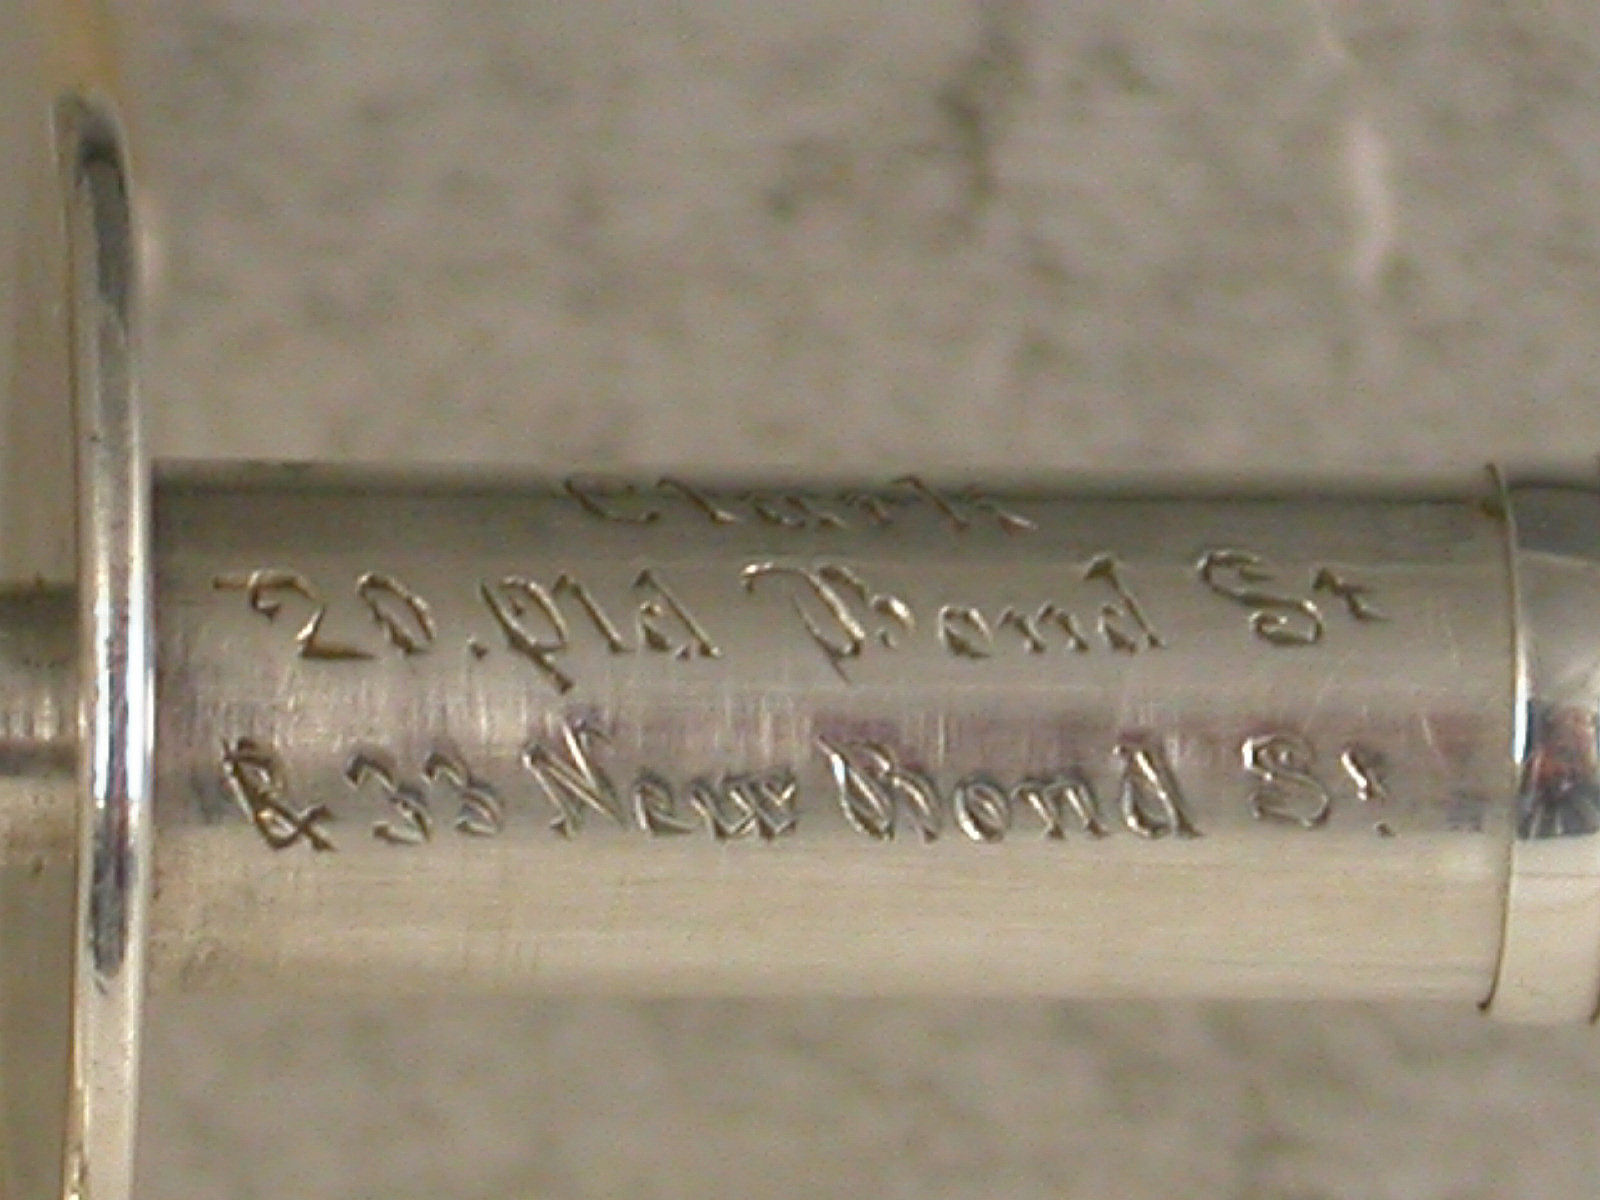 Clark
20. Old Bond St
& 33 New Bond St.